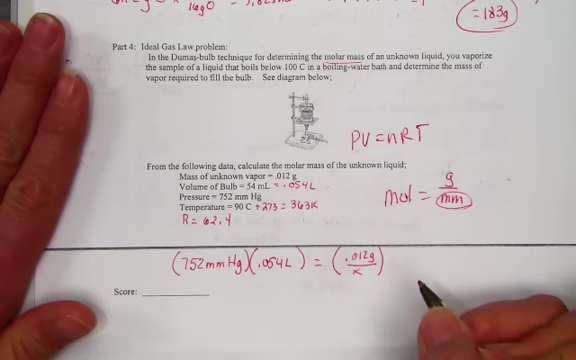 16gO
= 183g
Part 4: Ideal Gas Law problem:
In the Dumas-bulb technique for determining the molar mass of an unknown liquid, you vaporize
the sample of a liquid that boils below 100 C in a boiling-water bath and determine the mass of
vapor required to fill the bulb. See diagram below;
PV = nRT
From the following data, calculate the molar mass of the unknown liquid;
Mass of unknown vapor = .012 g
Volume of Bulb = 54 mL = .054L
Pressure = 752 mm Hg
Temperature = 90 C +273 = 363K
R = 62.4
mol = g
mm
(752mmHg)(.054L) = (.012g
x)
Score: